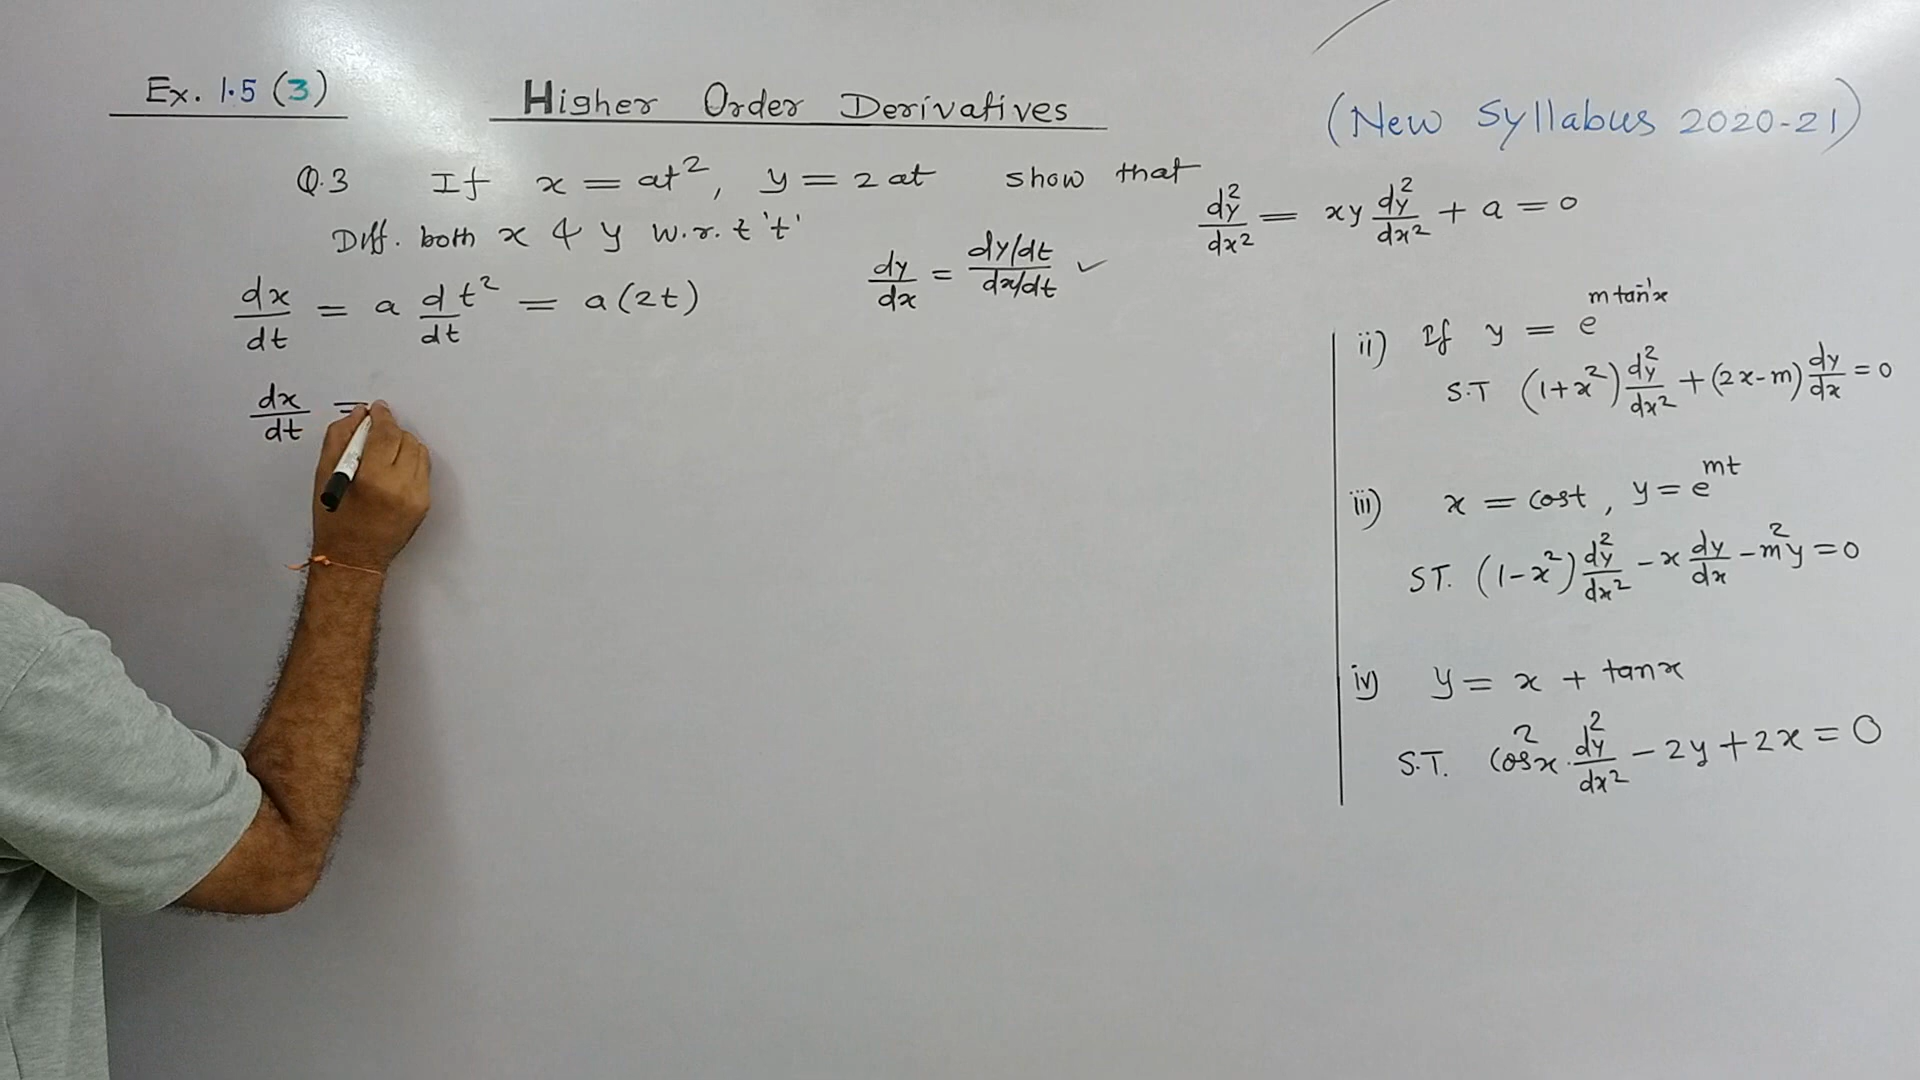 Ex. 1.5 (3)
Higher Order Derivatives
(New Syllabus 2020-21)
Q.3 If x = at², y = 2at show that
d²y/dx² = xy d²y/dx² + a = 0
Diff. both x & y w.r.t 't'
dy/dx = (dy/dt)/(dx/dt) ✓
dx/dt = a d/dt t² = a(2t)
dx/dt =
ii) If y = e^(m tan⁻¹x)
S.T (1+x²) d²y/dx² + (2x-m) dy/dx = 0
iii) x = cost, y = e^(mt)
ST. (1-x²) d²y/dx² - x dy/dx - m²y = 0
iv) y = x + tanx
S.T. cos²x. d²y/dx² - 2y + 2x = 0